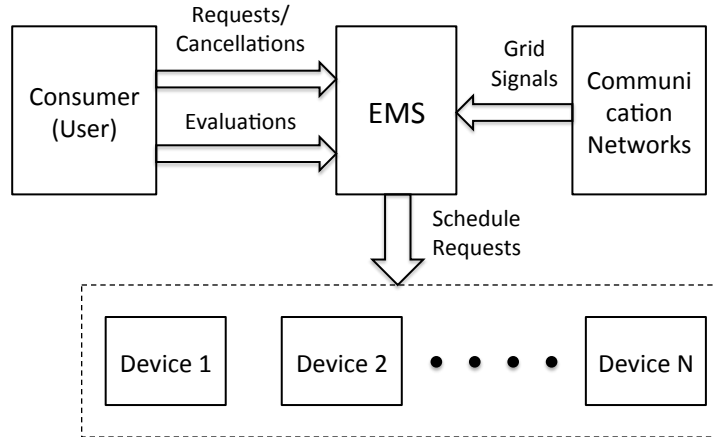 Requests/
Cancellations
Consumer
(User)
Evaluations
EMS
Grid
Signals
Communi
cation
Networks
Schedule
Requests
Device 1
Device 2
Device N